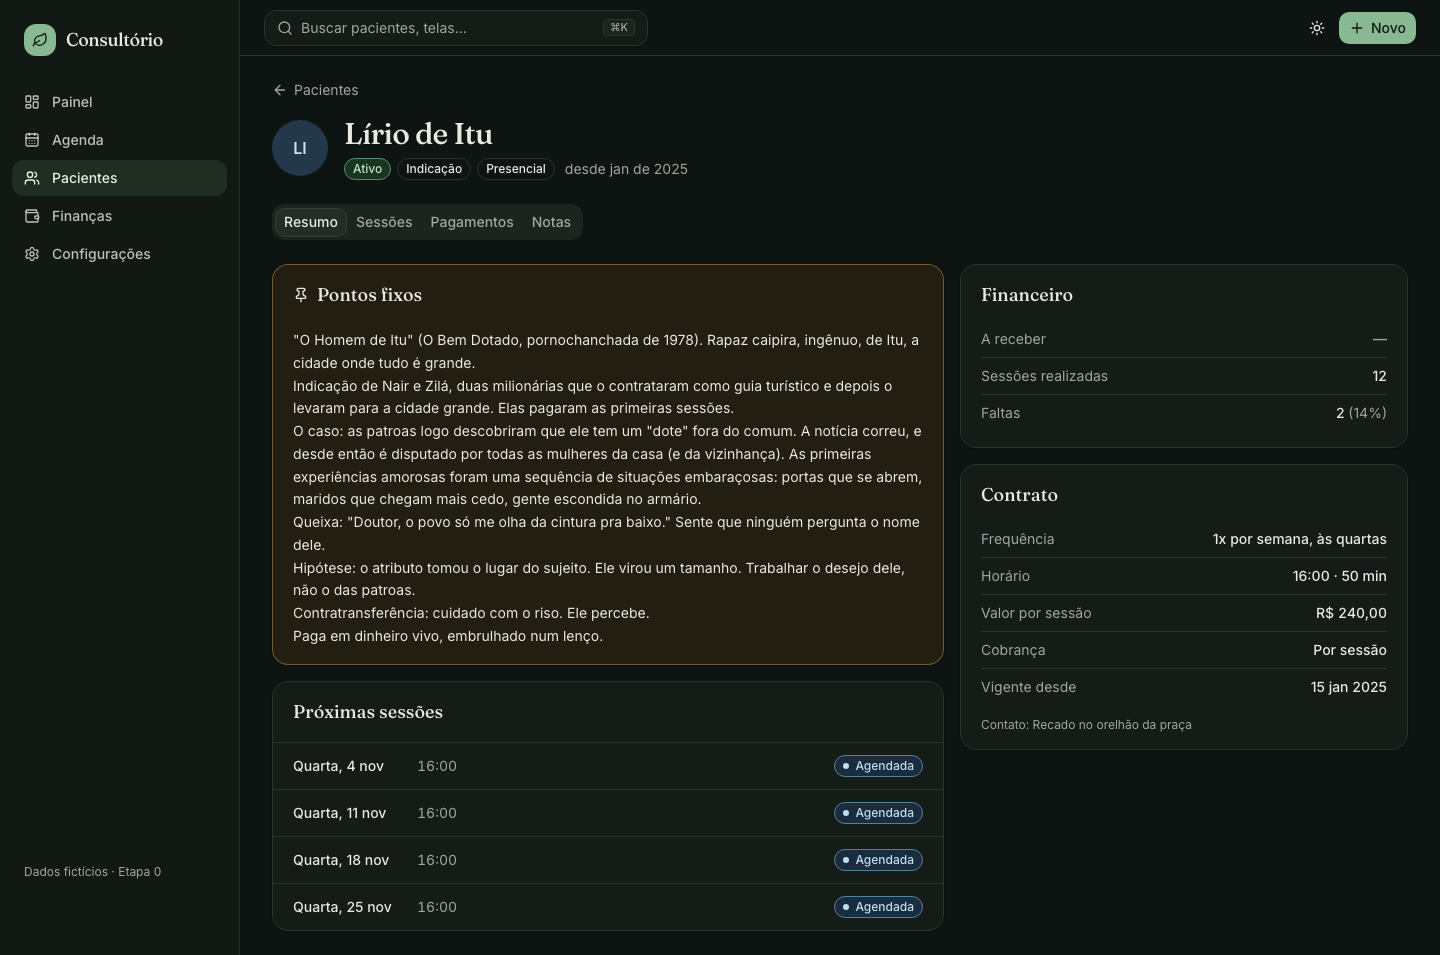 Consultório
Painel
Agenda
Pacientes
Finanças
Configurações
Dados fictícios · Etapa 0
Buscar pacientes, telas... ⌘K
+ Novo
← Pacientes
LI
Lírio de Itu
Ativo Indicação Presencial desde jan de 2025
Resumo Sessões Pagamentos Notas
Pontos fixos
"O Homem de Itu" (O Bem Dotado, pornochanchada de 1978). Rapaz caipira, ingênuo, de Itu, a
cidade onde tudo é grande.
Indicação de Nair e Zilá, duas milionárias que o contrataram como guia turístico e depois o
levaram para a cidade grande. Elas pagaram as primeiras sessões.
O caso: as patroas logo descobriram que ele tem um "dote" fora do comum. A notícia correu, e
desde então é disputado por todas as mulheres da casa (e da vizinhança). As primeiras
experiências amorosas foram uma sequência de situações embaraçosas: portas que se abrem,
maridos que chegam mais cedo, gente escondida no armário.
Queixa: "Doutor, o povo só me olha da cintura pra baixo." Sente que ninguém pergunta o nome
dele.
Hipótese: o atributo tomou o lugar do sujeito. Ele virou um tamanho. Trabalhar o desejo dele,
não o das patroas.
Contratransferência: cuidado com o riso. Ele percebe.
Paga em dinheiro vivo, embrulhado num lenço.
Próximas sessões
Quarta, 4 nov 16:00 Agendada
Quarta, 11 nov 16:00 Agendada
Quarta, 18 nov 16:00 Agendada
Quarta, 25 nov 16:00 Agendada
Financeiro
A receber —
Sessões realizadas 12
Faltas 2 (14%)
Contrato
Frequência 1x por semana, às quartas
Horário 16:00 · 50 min
Valor por sessão R$ 240,00
Cobrança Por sessão
Vigente desde 15 jan 2025
Contato: Recado no orelhão da praça